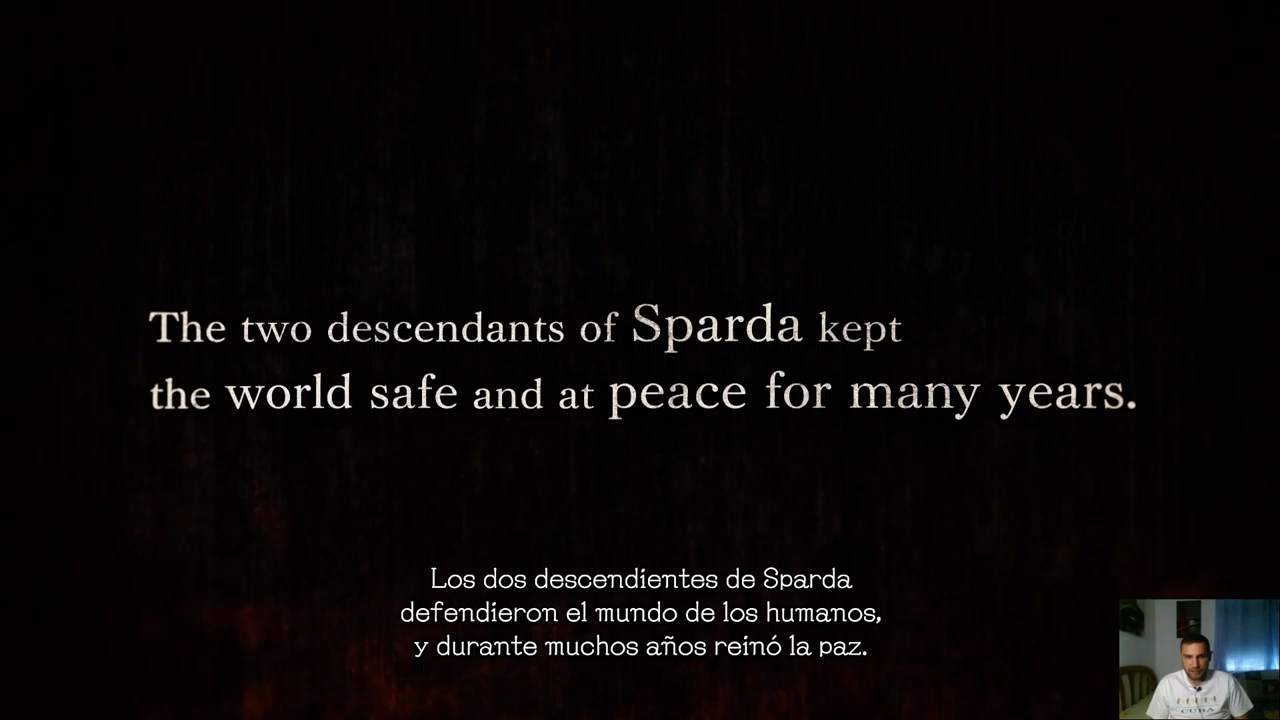 The two descendants of Sparda kept
the world safe and at peace for many years.
Los dos descendientes de Sparda
defendieron el mundo de los humanos,
y durante muchos años reinó la paz.
CUBA